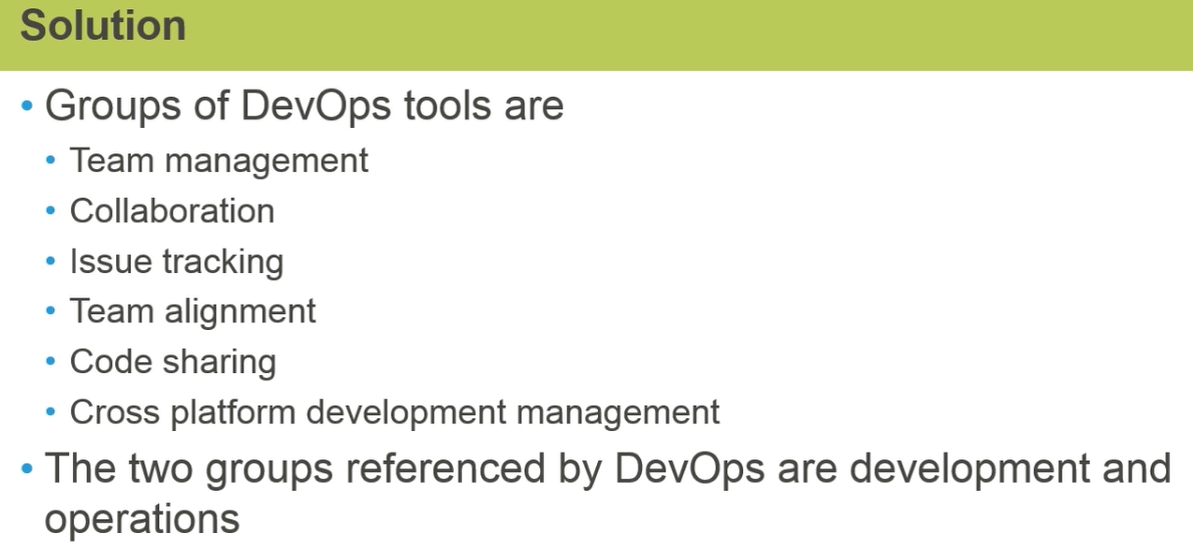 Solution
• Groups of DevOps tools are
• Team management
• Collaboration
• Issue tracking
• Team alignment
• Code sharing
• Cross platform development management
• The two groups referenced by DevOps are development and
operations